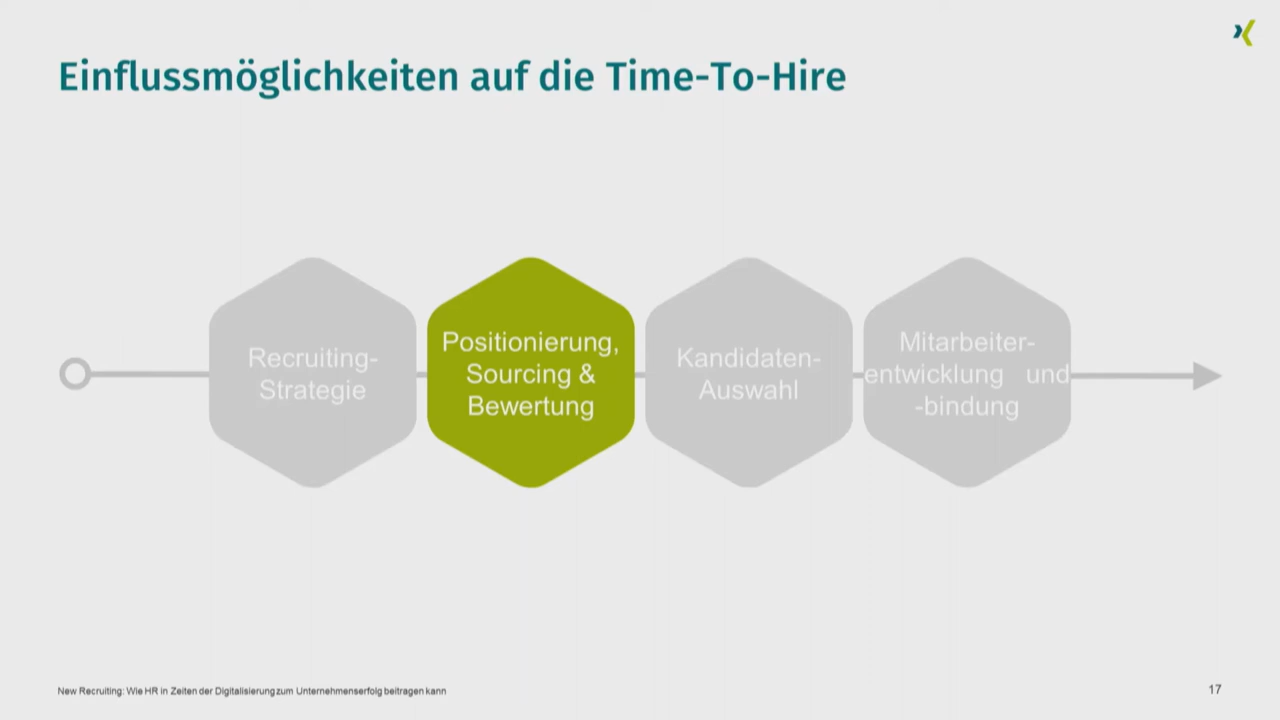 Einflussmöglichkeiten auf die Time-To-Hire
Recruiting-
Strategie
Positionierung,
Sourcing &
Bewertung
Kandidaten-
Auswahl
Mitarbeiter-
entwicklung und
-bindung
New Recruiting: Wie HR in Zeiten der Digitalisierung zum Unternehmenserfolg beitragen kann
17